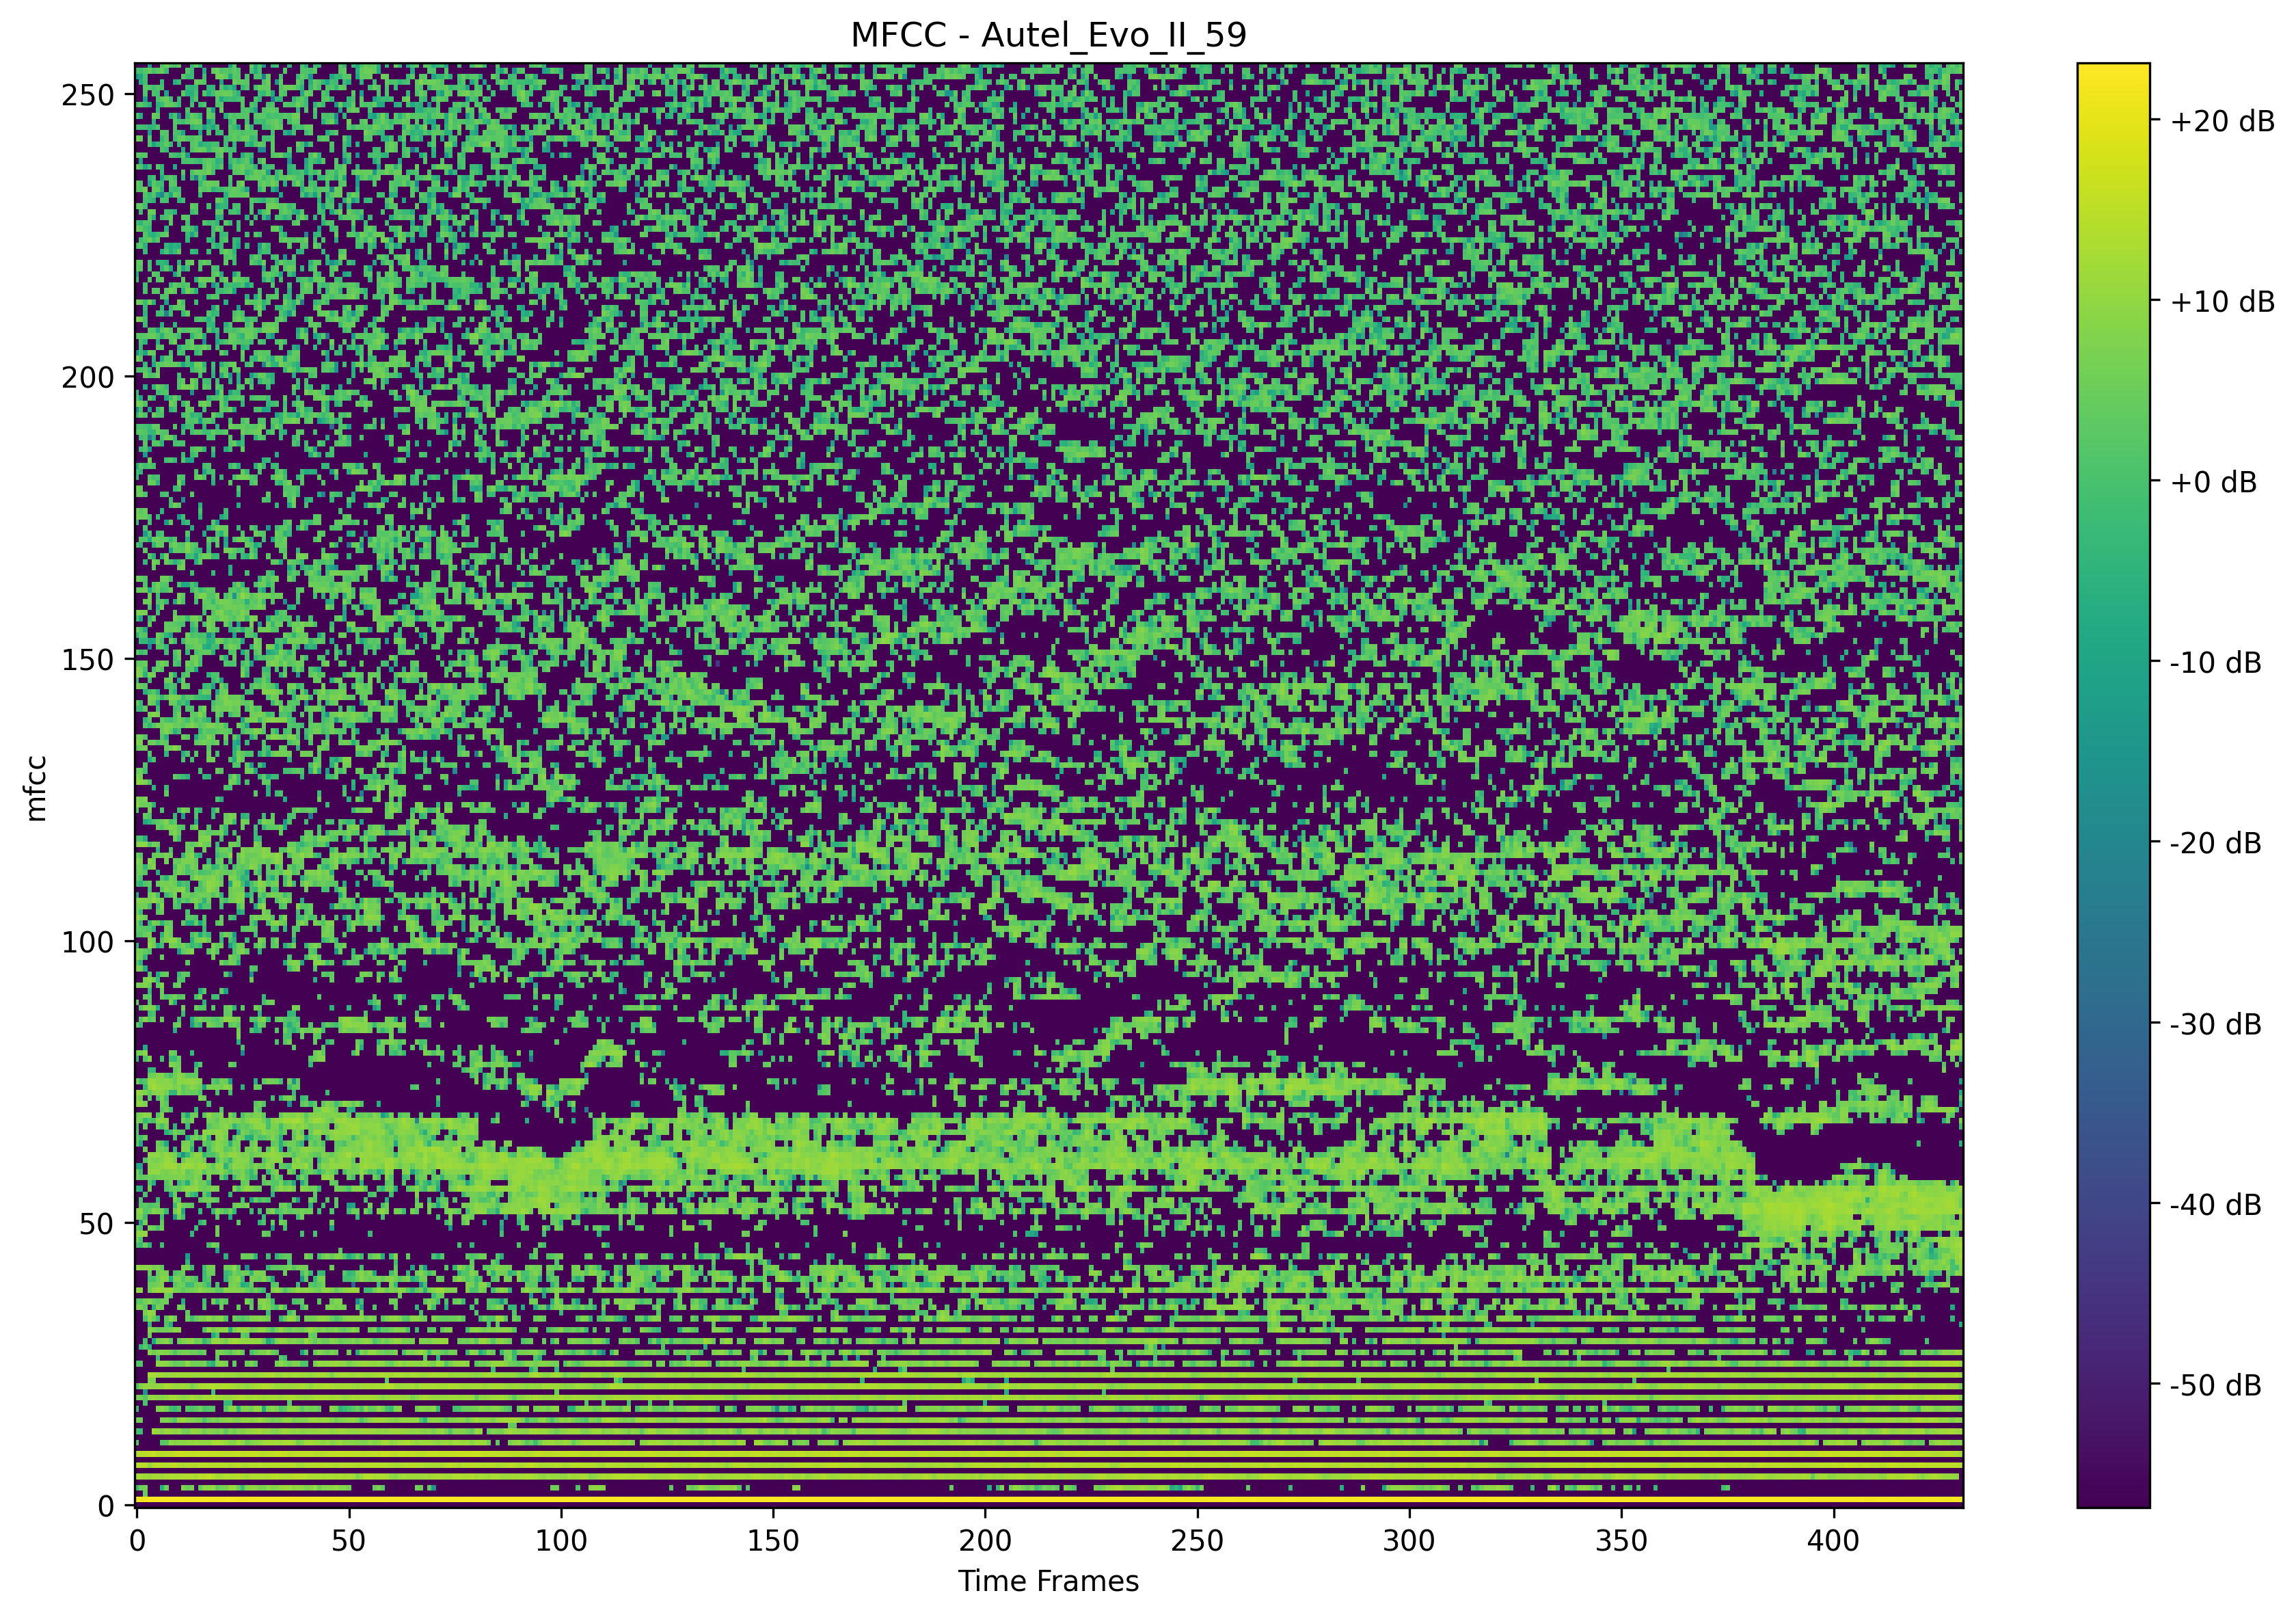 MFCC - Autel_Evo_II_59
mfcc
250
200
150
100
50
0
0 50 100 150 200 250 300 350 400
Time Frames
+20 dB
+10 dB
+0 dB
-10 dB
-20 dB
-30 dB
-40 dB
-50 dB